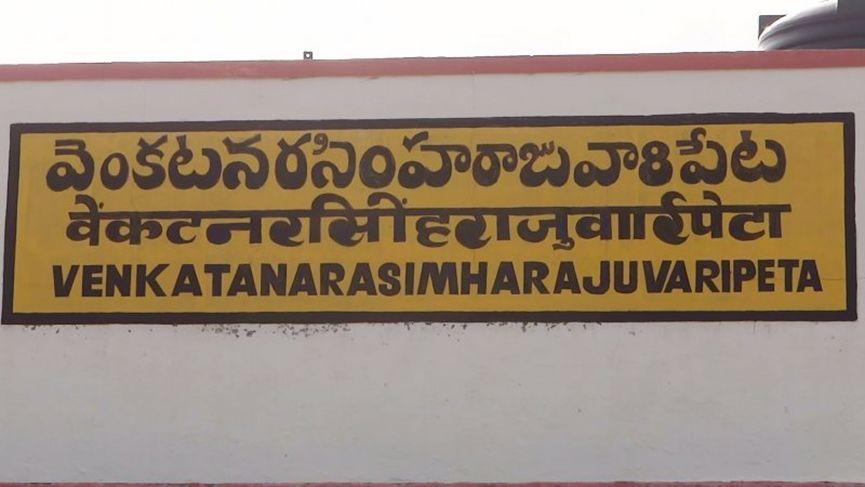 వెంకటనరసింహరాజువారిపేట
वेंकटनरसींहराजुवारीपेटा
VENKATANARASIMHARAJUVARIPETA